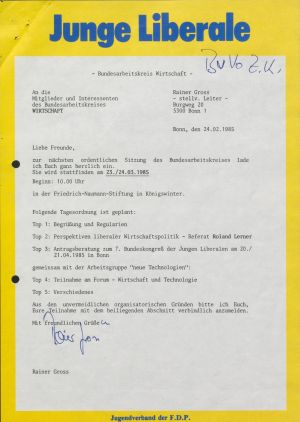 Junge Liberale
BuVo z.K.
- Bundesarbeitskreis Wirtschaft -
An die
Mitglieder und Interessenten
des Bundesarbeitskreises
WIRTSCHAFT
Rainer Gross
- stellv. Leiter -
Burgweg 20
5300 Bonn 1
Bonn, den 24.02.1985
Liebe Freunde,
zur nächsten ordentlichen Sitzung des Bundesarbeitskreises lade
ich Euch ganz herzlich ein.
Sie wird stattfinden am 23./24.03.1985
Beginn: 10.00 Uhr
in der Friedrich-Naumann-Stiftung in Königswinter.
Folgende Tagesordnung ist geplant:
Top 1: Begrüßung und Regularien
Top 2: Perspektiven liberaler Wirtschaftspolitik - Referat Roland Lerner
Top 3: Antragsberatung zum 7. Bundeskongreß der Jungen Liberalen am 20./
21.04.1985 in Bonn
gemeinsam mit der Arbeitsgruppe "neue Technologien":
Top 4: Teilnahme am Forum - Wirtschaft und Technologie
Top 5: Verschiedenes
Aus den unvermeidlichen organisatorischen Gründen bitte ich Euch,
Eure Teilnahme mit dem beiliegenden Abschnitt verbindlich anzumelden.
Mit freundlichen Grüßen
Rainer Gross
Jugendverband der F.D.P.